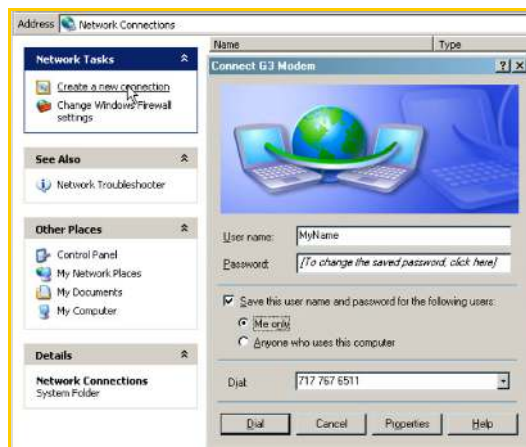 Address Network Connections
Name Type
Network Tasks
Create a new connection
Change Windows Firewall
settings
See Also
Network Troubleshooter
Other Places
Control Panel
My Network Places
My Documents
My Computer
Details
Network Connections
System Folder
Connect G3 Modem
User name: MyName
Password: [To change the saved password, click here]
Save this user name and password for the following users:
Me only
Anyone who uses this computer
Dial: 717 767 6511
Dial Cancel Properties Help